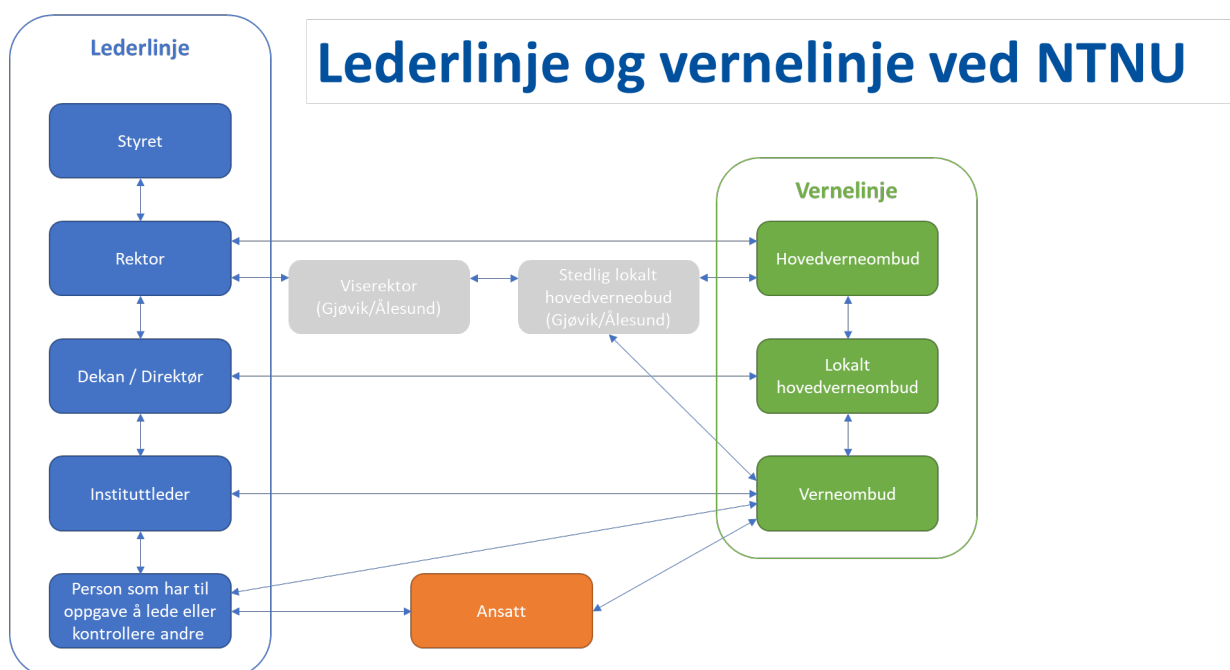 Lederlinje
Lederlinje og vernelinje ved NTNU
Styret
Vernelinje
Rektor
Viserektor
(Gjøvik/Ålesund)
Stedlig lokalt
hovedverneobud
(Gjøvik/Ålesund)
Hovedverneombud
Dekan / Direktør
Lokalt
hovedverneombud
Instituttleder
Verneombud
Person som har til
oppgave å lede eller
kontrollere andre
Ansatt